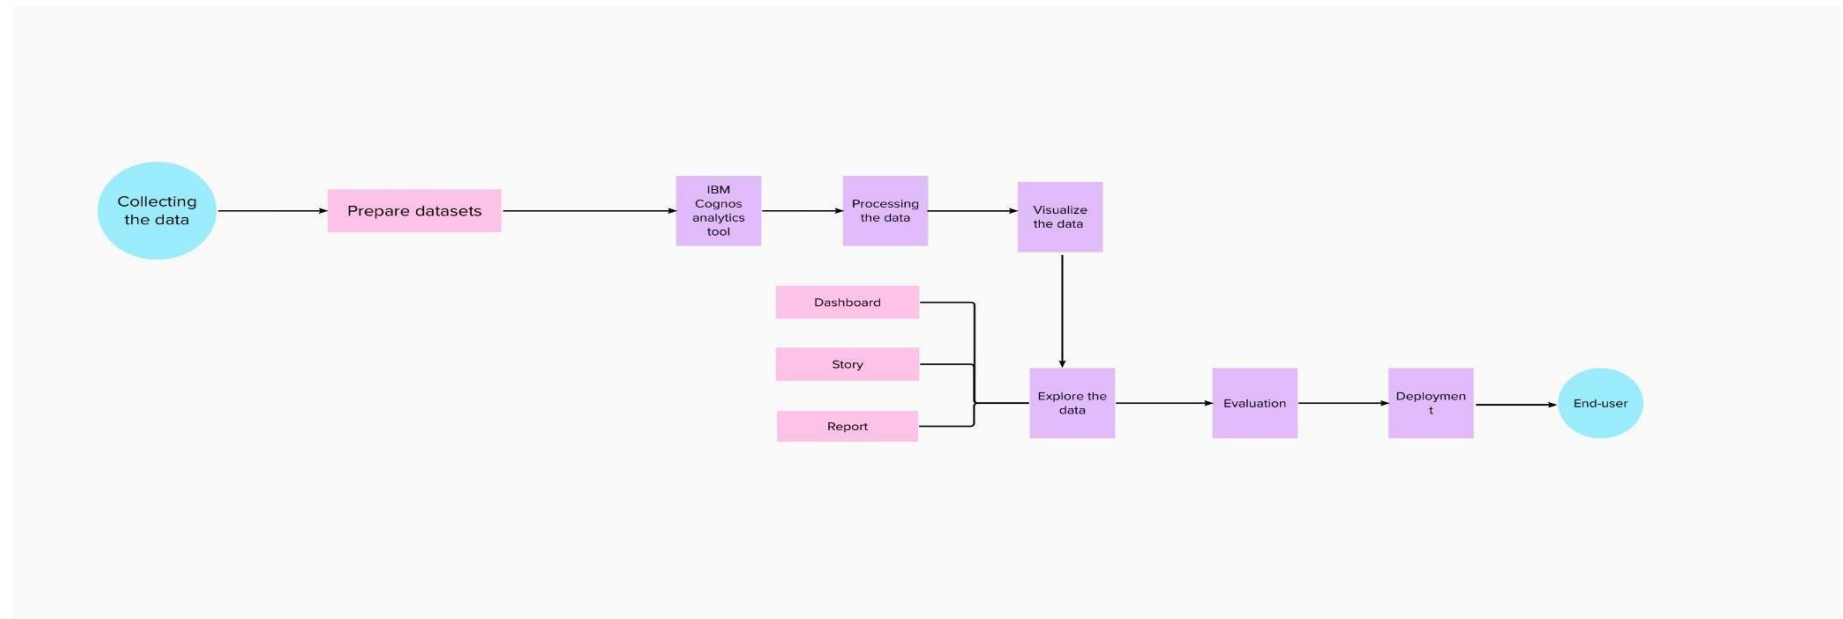 Collecting
the data
Prepare datasets
IBM
Cognos
analytics
tool
Processing
the data
Visualize
the data
Dashboard
Story
Report
Explore the
data
Evaluation
Deploymen
t
End-user